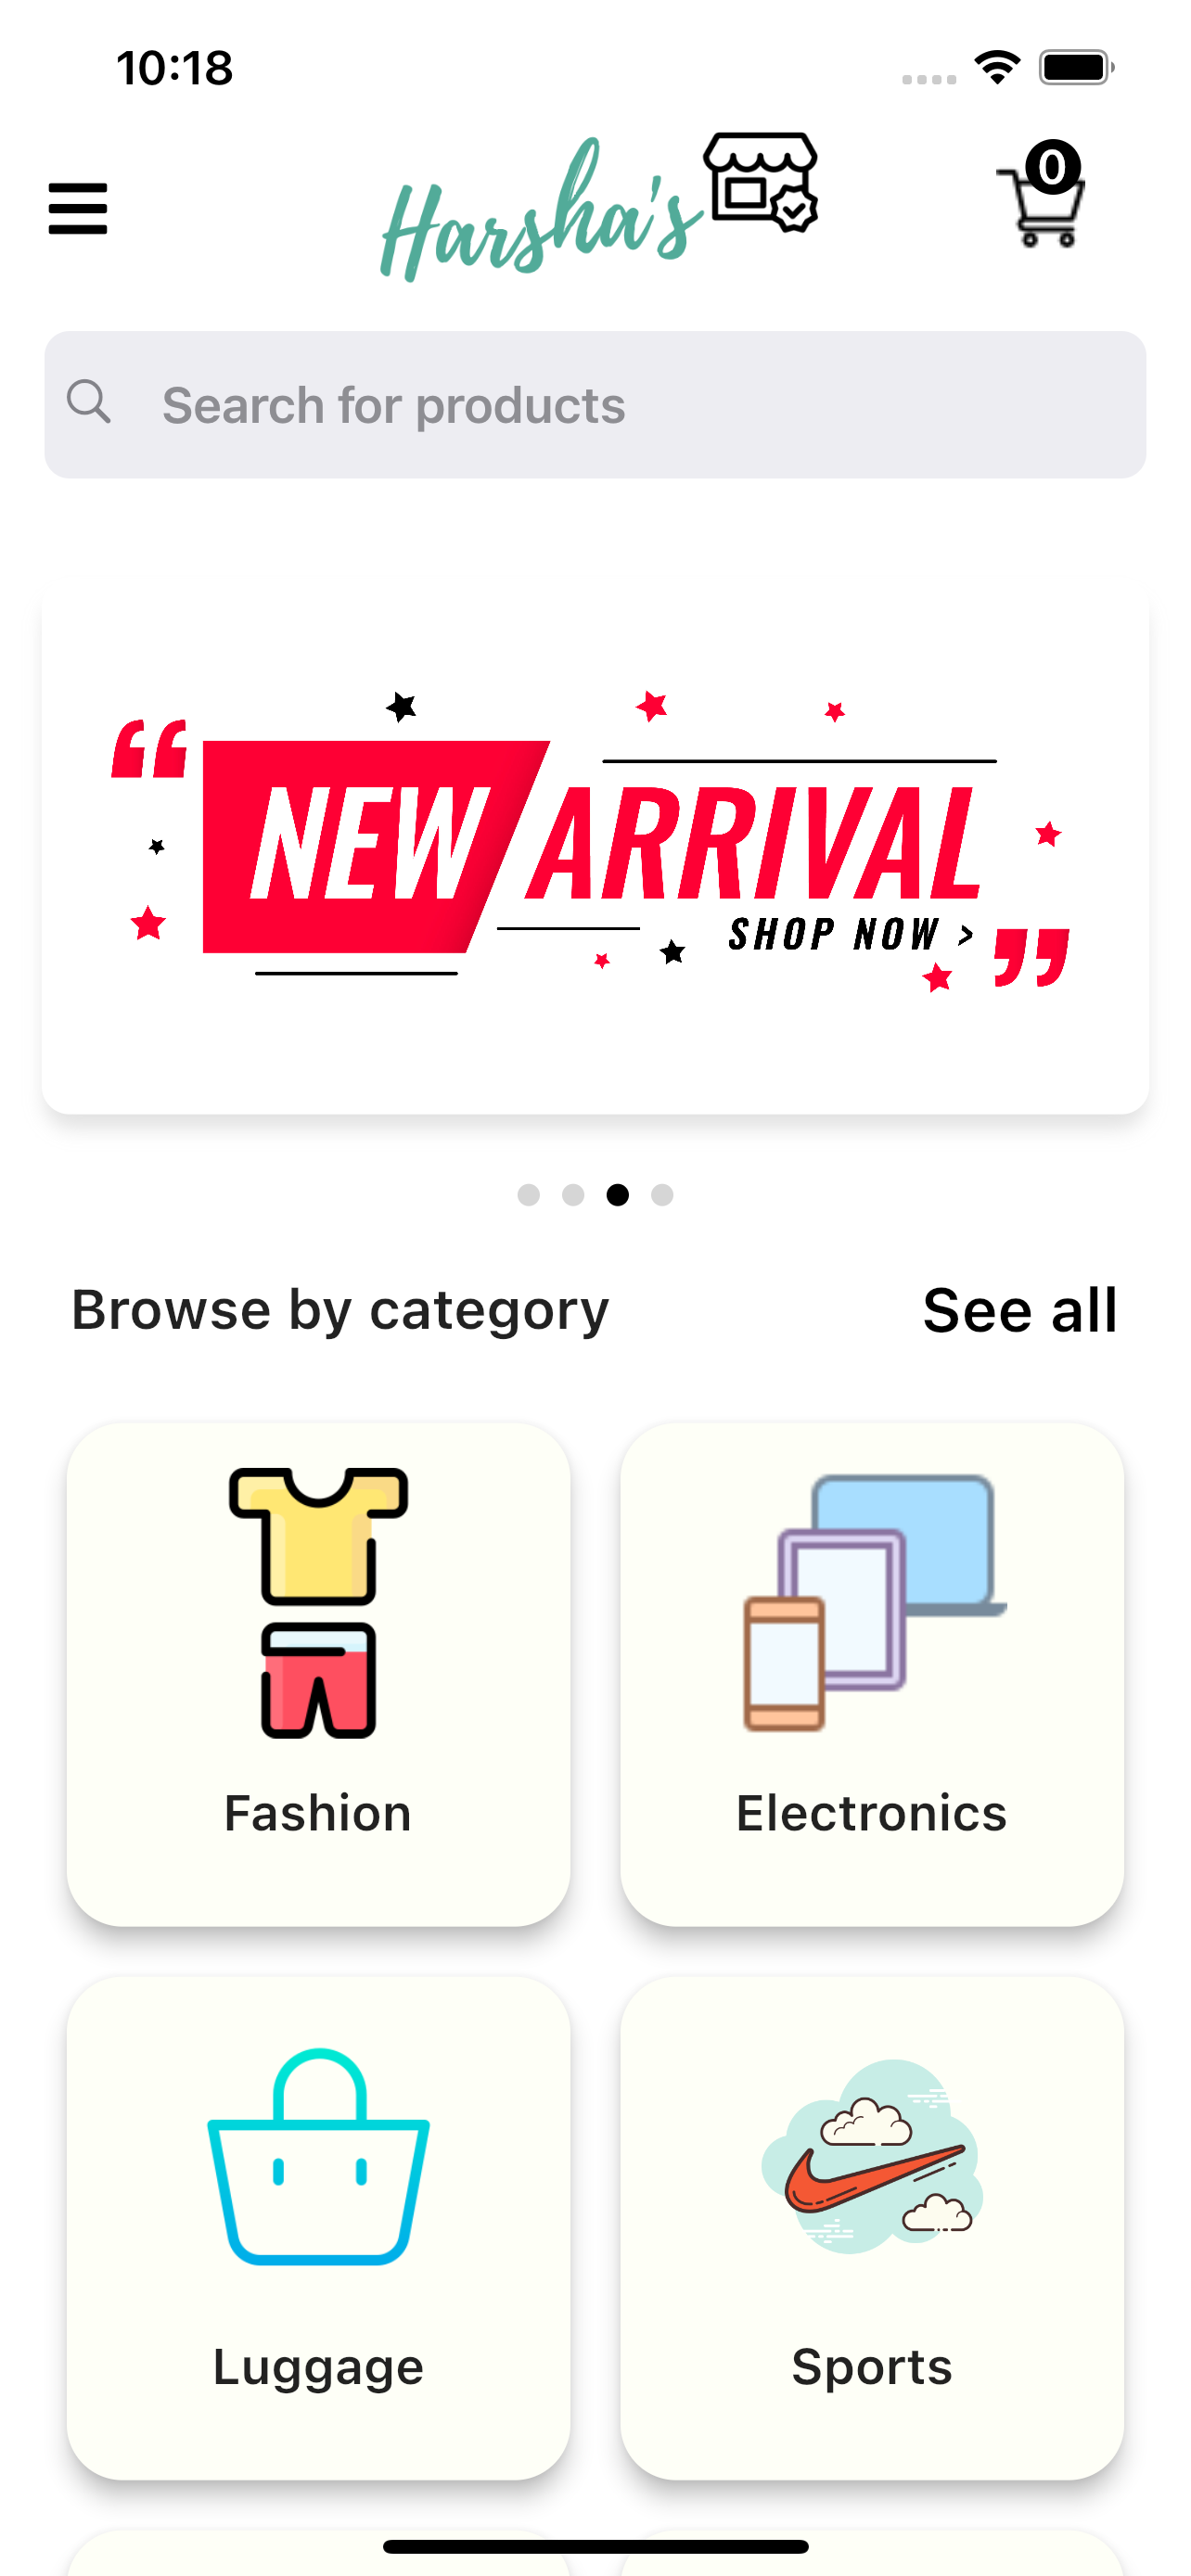 10:18
Harsha's
0
Search for products
“
NEW ARRIVAL
SHOP NOW >
”
Browse by category
See all
Fashion
Electronics
Luggage
Sports